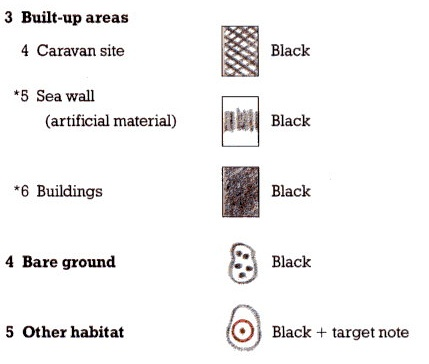 3 Built-up areas
4 Caravan site Black
*5 Sea wall
(artificial material) Black
*6 Buildings Black
4 Bare ground Black
5 Other habitat Black + target note